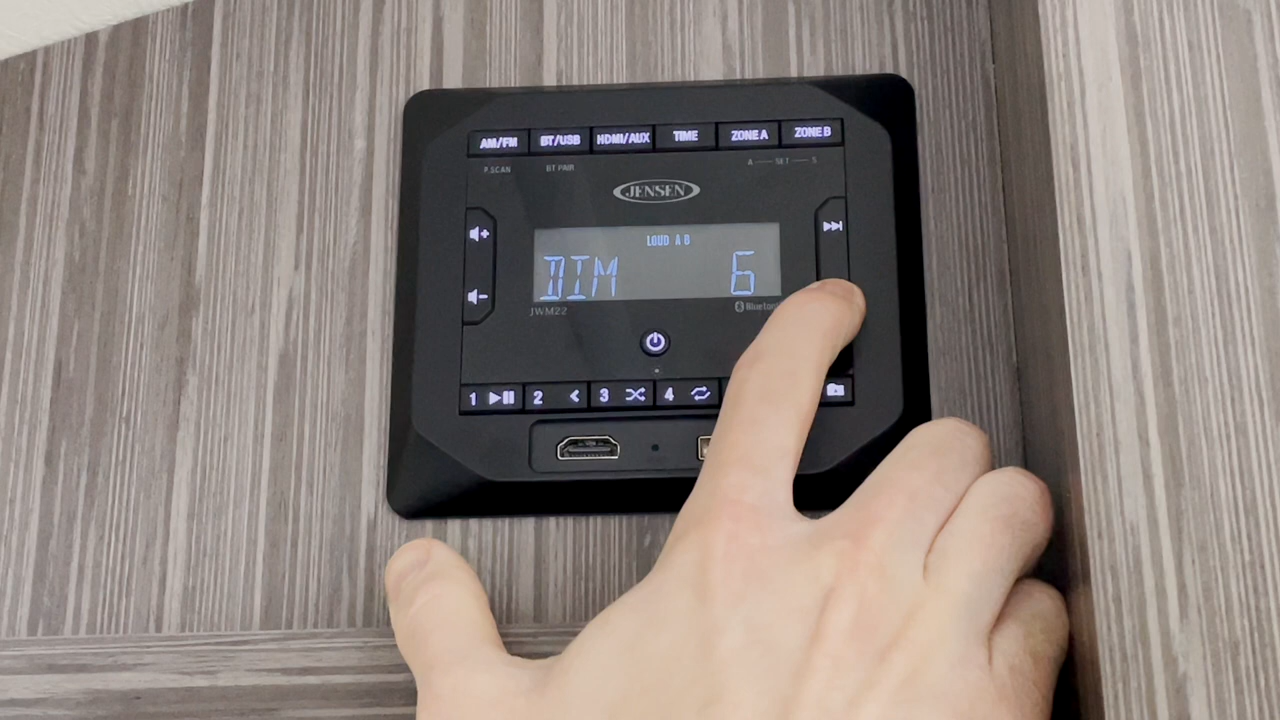 AM/FM BT/USB HDMI/AUX TIME ZONE A ZONE B
P.SCAN BT PAIR A SET S
JENSEN
LOUD A B
DIM 6
JWM22
1 2 3 4